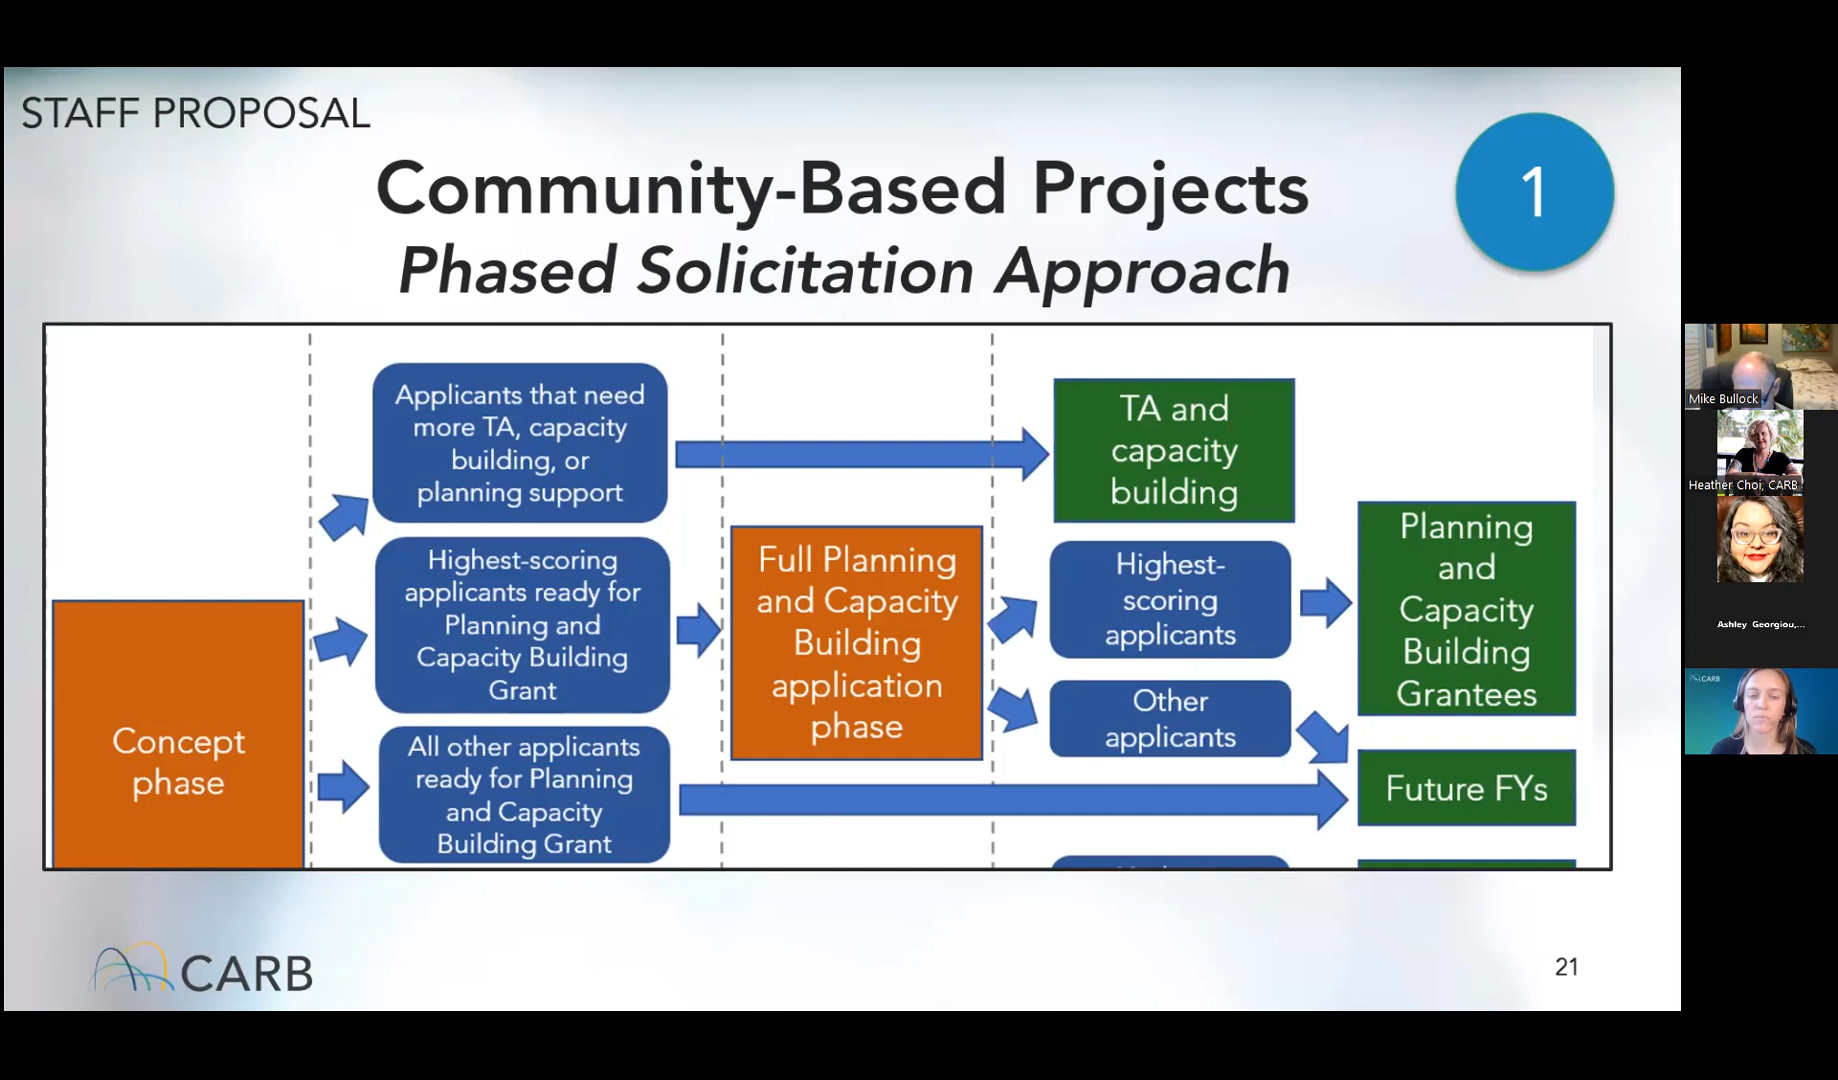 STAFF PROPOSAL
Community-Based Projects
Phased Solicitation Approach
1
Concept
phase
Applicants that need
more TA, capacity
building, or
planning support
Highest-scoring
applicants ready for
Planning and
Capacity Building
Grant
All other applicants
ready for Planning
and Capacity
Building Grant
Full Planning
and Capacity
Building
application
phase
TA and
capacity
building
Highest-
scoring
applicants
Other
applicants
Planning
and
Capacity
Building
Grantees
Future FYs
CARB
21
Mike Bullock
Heather Choi, CARB
Ashley Georgiou,...
CARB